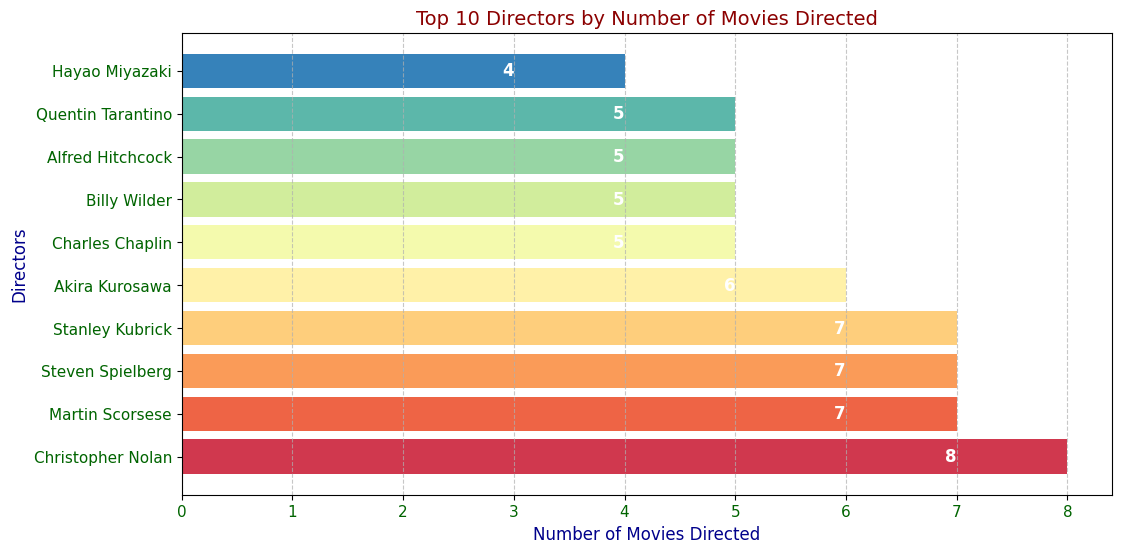 Top 10 Directors by Number of Movies Directed
Directors
Hayao Miyazaki 4
Quentin Tarantino 5
Alfred Hitchcock 5
Billy Wilder 5
Charles Chaplin 5
Akira Kurosawa 6
Stanley Kubrick 7
Steven Spielberg 7
Martin Scorsese 7
Christopher Nolan 8
0 1 2 3 4 5 6 7 8
Number of Movies Directed